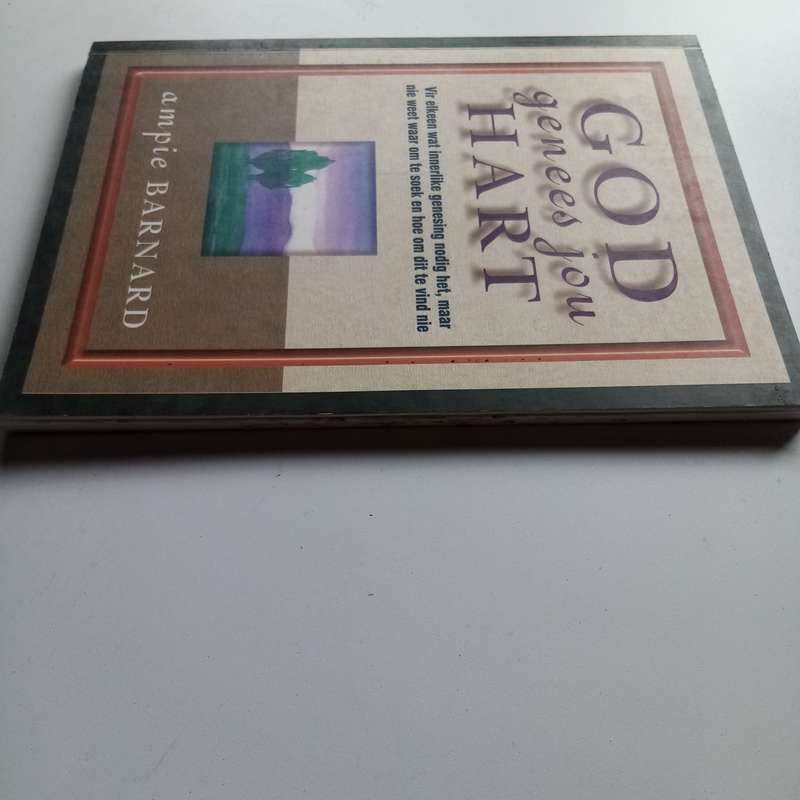 GOD
genees jou
HART
Vir elkeen wat innerlike genesing nodig het, maar
nie weet waar om te soek en hoe om dit te vind nie
ampie BARNARD